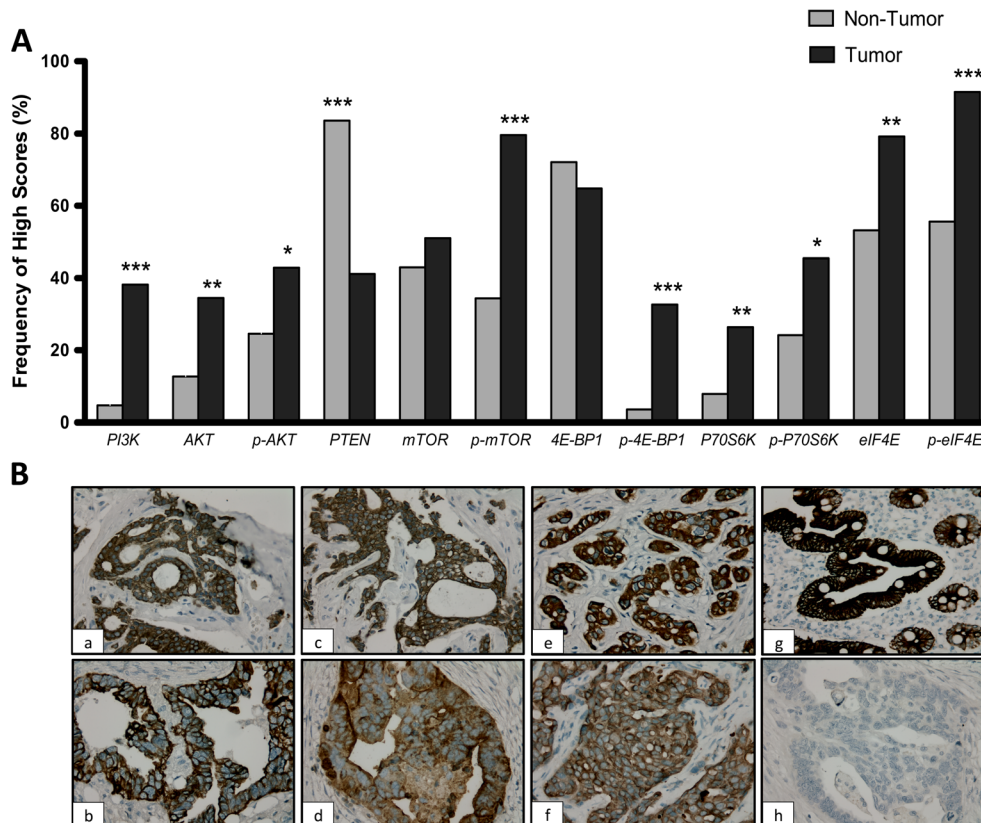 Non-Tumor
Tumor
A
Frequency of High Scores (%)
100
80
60
40
20
0
***
**
*
***
***
***
**
*
**
***
PI3K AKT p-AKT PTEN mTOR p-mTOR 4E-BP1 p-4E-BP1 P70S6K p-P70S6K eIF4E p-eIF4E
B
a c e g
b d f h